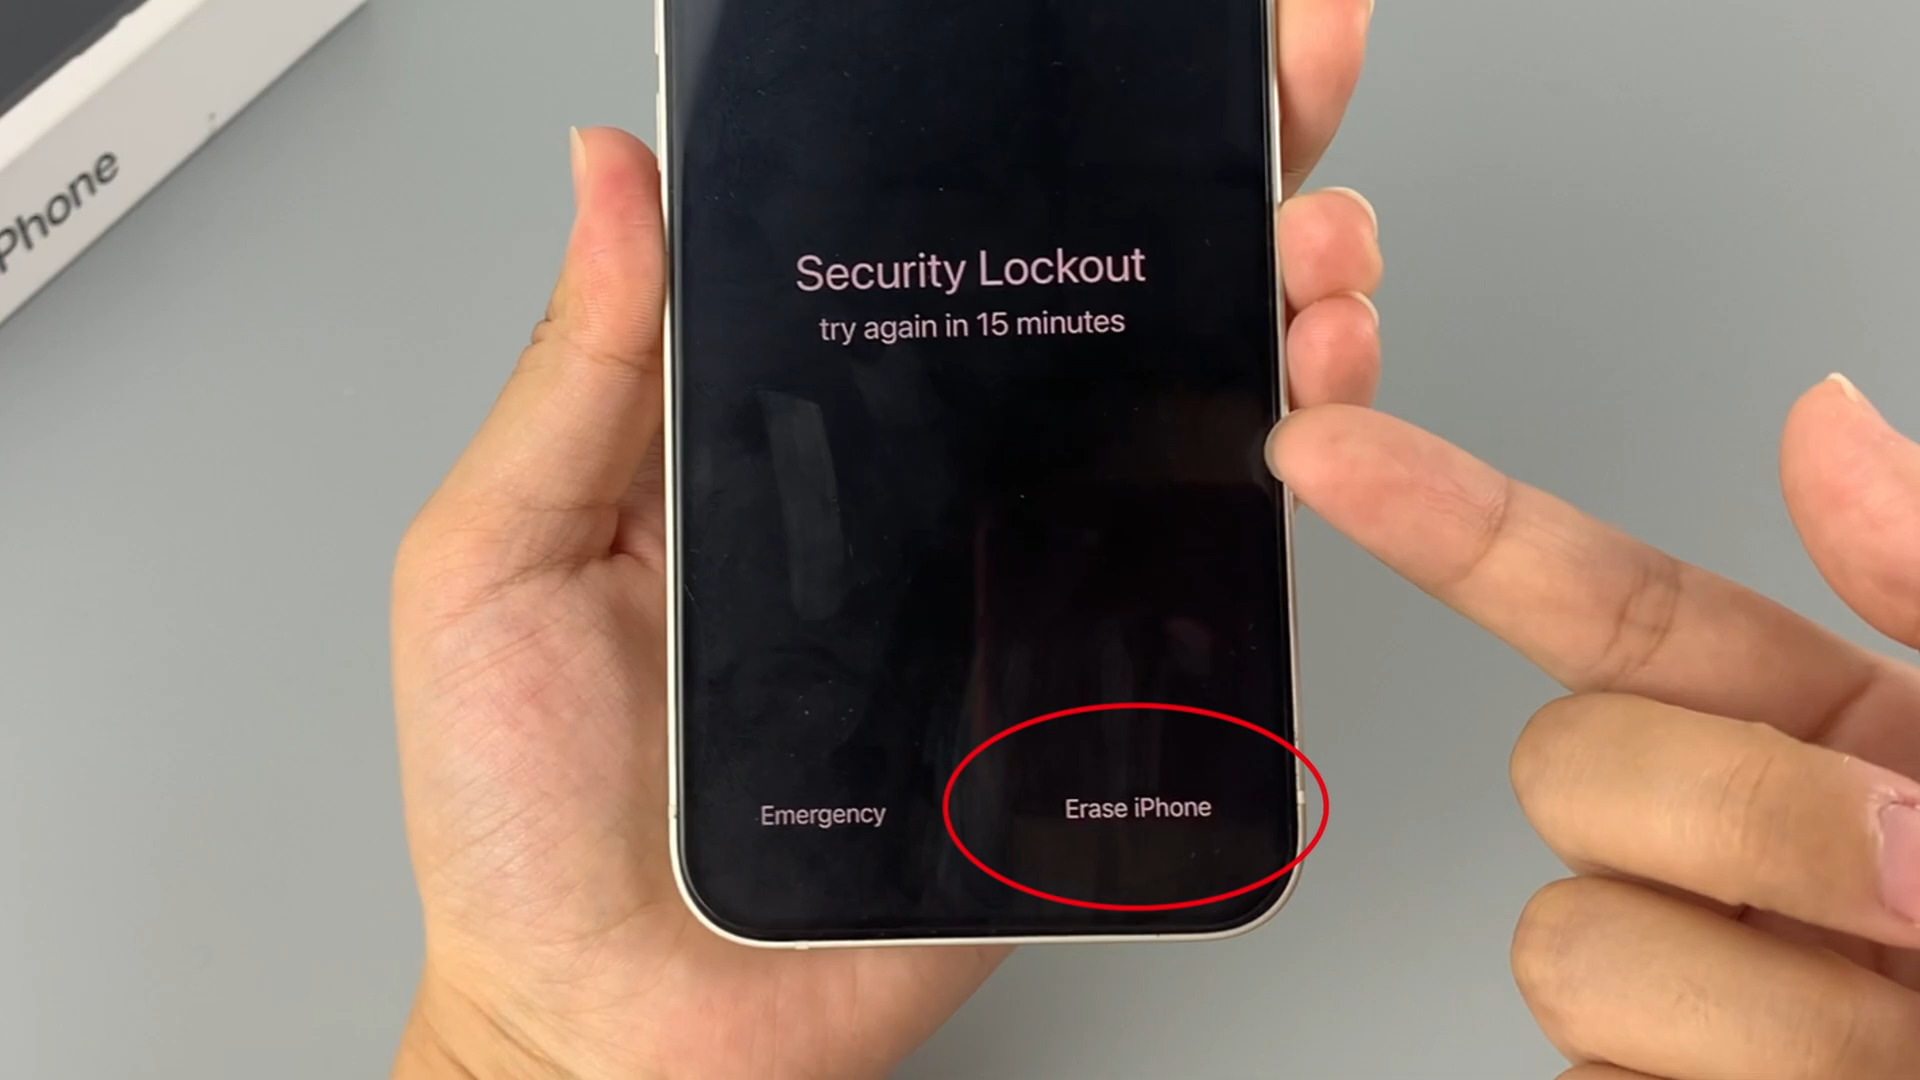 Phone
Security Lockout
try again in 15 minutes
Emergency
Erase iPhone